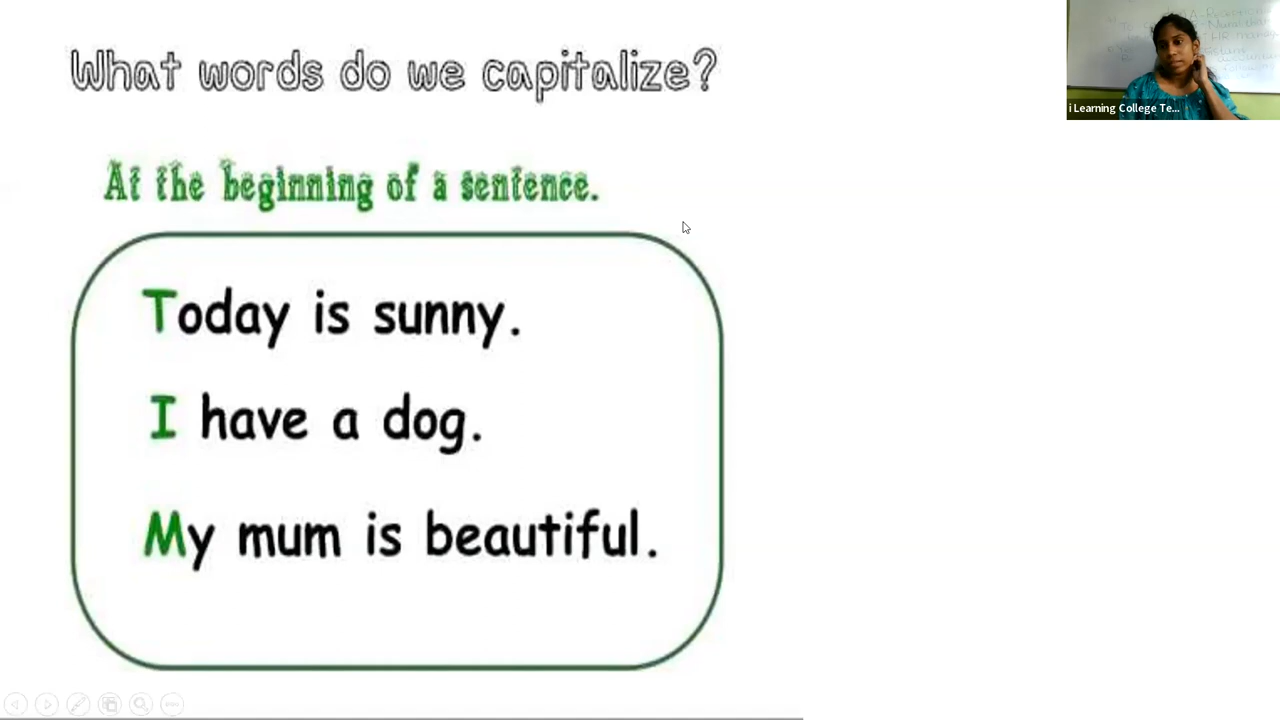 What words do we capitalize?
At the beginning of a sentence.
Today is sunny.
I have a dog.
My mum is beautiful.
i Learning College Te...